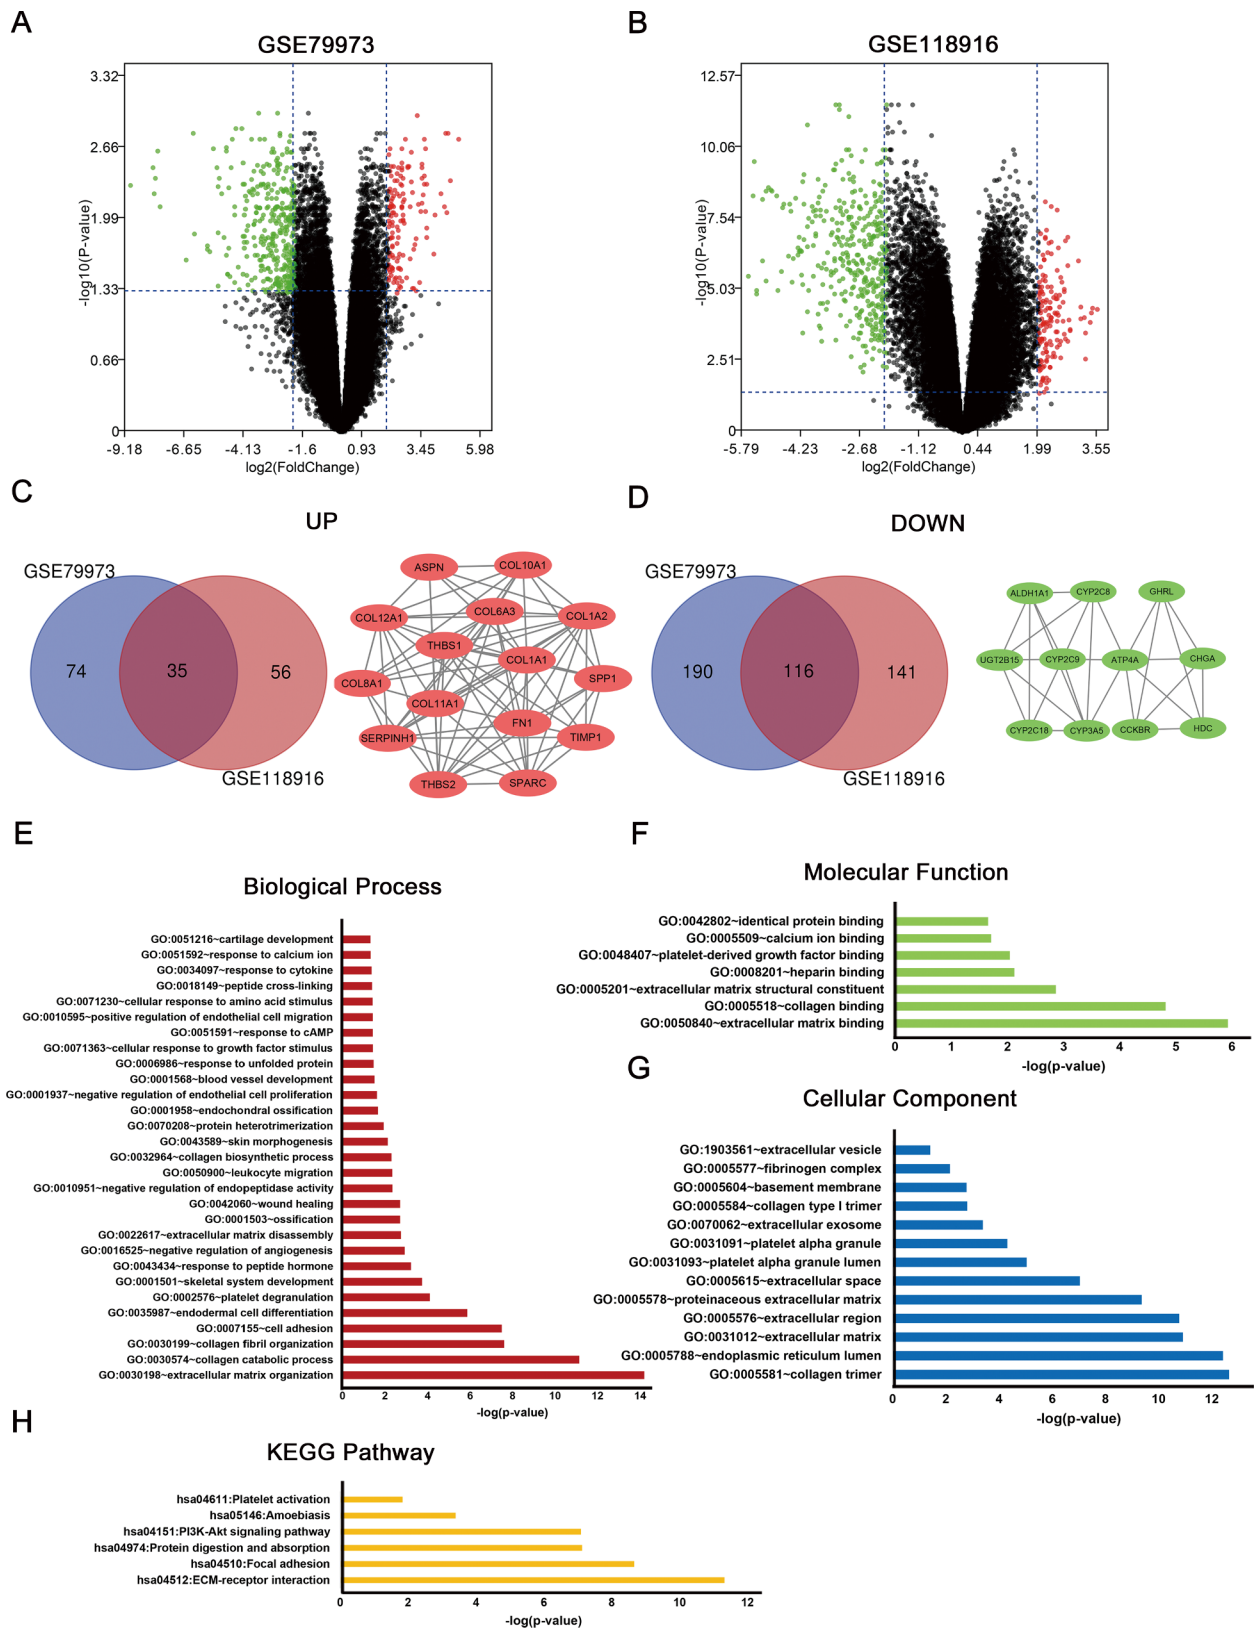 A
GSE79973
3.32
2.66
1.99
1.33
0.66
0
-log10(P-value)
-9.18 -6.65 -4.13 -1.6 0.93 3.45 5.98
log2(FoldChange)
B
GSE118916
12.57
10.06
7.54
5.03
2.51
0
-log10(P-value)
-5.79 -4.23 -2.68 -1.12 0.44 1.99 3.55
log2(FoldChange)
C
UP
GSE79973
74 35 56
GSE118916
ASPN
COL10A1
COL12A1
COL6A3
COL1A2
THBS1
COL1A1
COL8A1
SPP1
COL11A1
FN1
SERPINH1
TIMP1
THBS2
SPARC
D
DOWN
GSE79973
190 116 141
GSE118916
ALDH1A1
CYP2C8
GHRL
UGT2B15
CYP2C9
ATP4A
CHGA
CYP2C18
CYP3A5
CCKBR
HDC
E
Biological Process
GO:0051216~cartilage development
GO:0051592~response to calcium ion
GO:0034097~response to cytokine
GO:0018149~peptide cross-linking
GO:0071230~cellular response to amino acid stimulus
GO:0010595~positive regulation of endothelial cell migration
GO:0051591~response to cAMP
GO:0071363~cellular response to growth factor stimulus
GO:0006986~response to unfolded protein
GO:0001568~blood vessel development
GO:0001937~negative regulation of endothelial cell proliferation
GO:0001958~endochondral ossification
GO:0070208~protein heterotrimerization
GO:0043589~skin morphogenesis
GO:0032964~collagen biosynthetic process
GO:0050900~leukocyte migration
GO:0010951~negative regulation of endopeptidase activity
GO:0042060~wound healing
GO:0001503~ossification
GO:0022617~extracellular matrix disassembly
GO:0016525~negative regulation of angiogenesis
GO:0043434~response to peptide hormone
GO:0001501~skeletal system development
GO:0002576~platelet degranulation
GO:0035987~endodermal cell differentiation
GO:0007155~cell adhesion
GO:0030199~collagen fibril organization
GO:0030574~collagen catabolic process
GO:0030198~extracellular matrix organization
0 2 4 6 8 10 12 14
-log(p-value)
F
Molecular Function
GO:0042802~identical protein binding
GO:0005509~calcium ion binding
GO:0048407~platelet-derived growth factor binding
GO:0008201~heparin binding
GO:0005201~extracellular matrix structural constituent
GO:0005518~collagen binding
GO:0050840~extracellular matrix binding
0 1 2 3 4 5 6
-log(p-value)
G
Cellular Component
GO:1903561~extracellular vesicle
GO:0005577~fibrinogen complex
GO:0005604~basement membrane
GO:0005584~collagen type I trimer
GO:0070062~extracellular exosome
GO:0031091~platelet alpha granule
GO:0031093~platelet alpha granule lumen
GO:0005615~extracellular space
GO:0005578~proteinaceous extracellular matrix
GO:0005576~extracellular region
GO:0031012~extracellular matrix
GO:0005788~endoplasmic reticulum lumen
GO:0005581~collagen trimer
0 2 4 6 8 10 12
-log(p-value)
H
KEGG Pathway
hsa04611:Platelet activation
hsa05146:Amoebiasis
hsa04151:PI3K-Akt signaling pathway
hsa04974:Protein digestion and absorption
hsa04510:Focal adhesion
hsa04512:ECM-receptor interaction
0 2 4 6 8 10 12
-log(p-value)